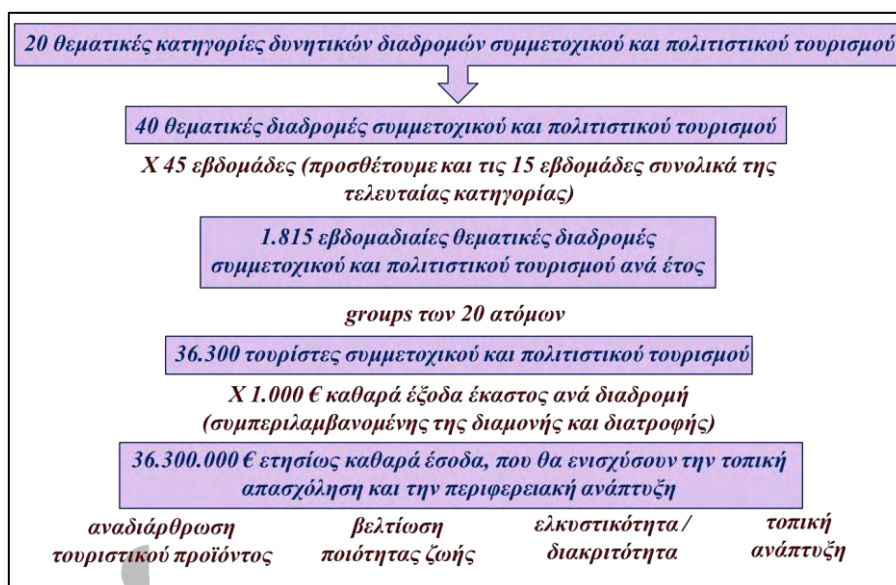 20 θεματικές κατηγορίες δυνητικών διαδρομών συμμετοχικού και πολιτιστικού τουρισμού
40 θεματικές διαδρομές συμμετοχικού και πολιτιστικού τουρισμού
X 45 εβδομάδες (προσθέτουμε και τις 15 εβδομάδες συνολικά της
τελευταίας κατηγορίας)
1.815 εβδομαδιαίες θεματικές διαδρομές
συμμετοχικού και πολιτιστικού τουρισμού ανά έτος
groups των 20 ατόμων
36.300 τουρίστες συμμετοχικού και πολιτιστικού τουρισμού
X 1.000 € καθαρά έξοδα έκαστος ανά διαδρομή
(συμπεριλαμβανομένης της διαμονής και διατροφής)
36.300.000 € ετησίως καθαρά έσοδα, που θα ενισχύσουν την τοπική
απασχόληση και την περιφερειακή ανάπτυξη
αναδιάρθρωση
τουριστικού προϊόντος
βελτίωση
ποιότητας ζωής
ελκυστικότητα /
διακριτότητα
τοπική
ανάπτυξη